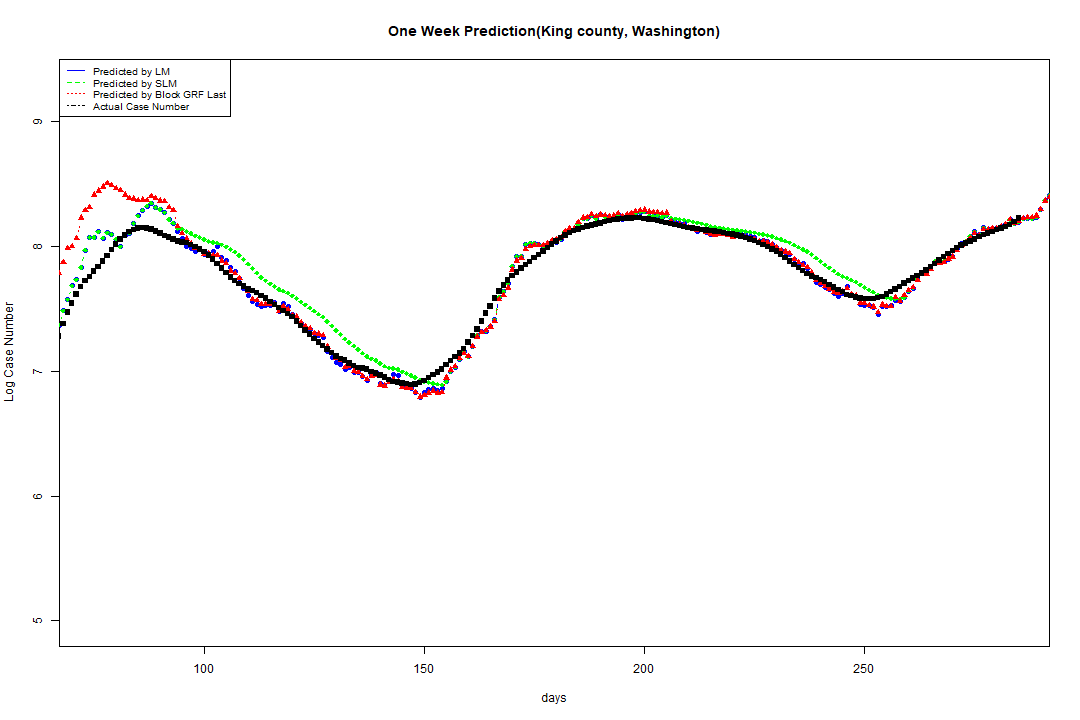 One Week Prediction(King county, Washington)
Predicted by LM
Predicted by SLM
Predicted by Block GRF Last
Actual Case Number
9
8
7
6
5
Log Case Number
100 150 200 250
days